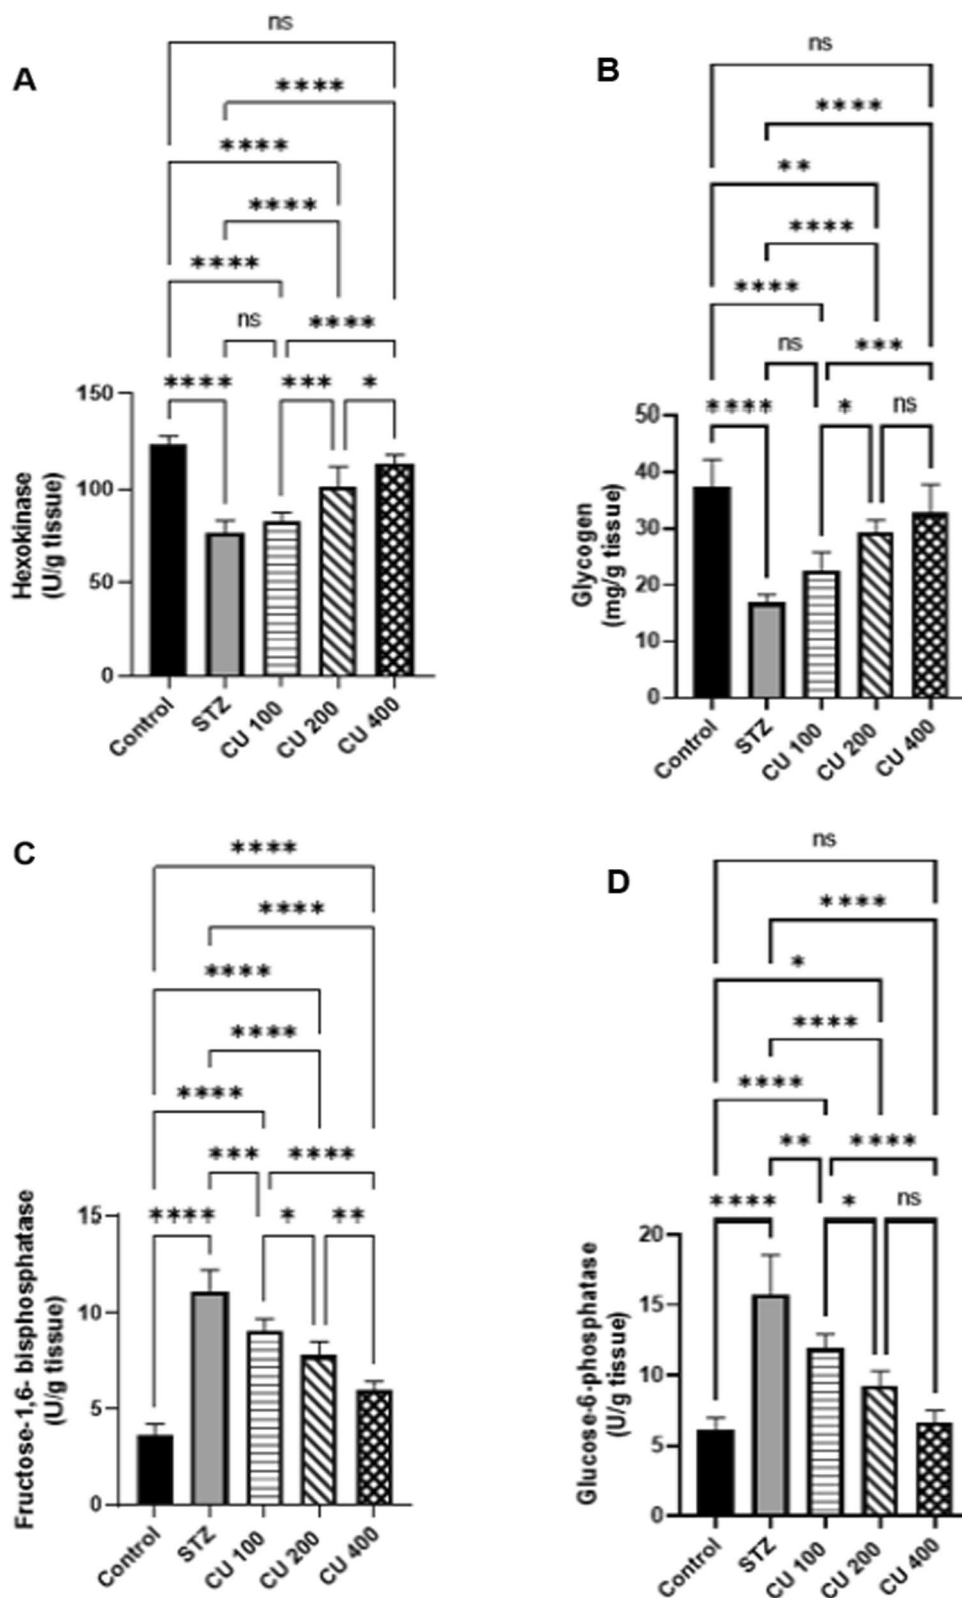 A
ns
****
****
****
****
ns ****
**** *** *
150
100
50
0
Hexokinase
(U/g tissue)
Control STZ CU 100 CU 200 CU 400
B
ns
****
**
****
****
ns ***
**** * ns
50
40
30
20
10
0
Glycogen
(mg/g tissue)
Control STZ CU 100 CU 200 CU 400
C
****
****
****
****
****
*** ****
**** * **
15
10
5
0
Fructose-1,6- bisphosphatase
(U/g tissue)
Control STZ CU 100 CU 200 CU 400
D
ns
****
*
****
****
** ****
**** * ns
20
15
10
5
0
Glucose-6-phosphatase
(U/g tissue)
Control STZ CU 100 CU 200 CU 400